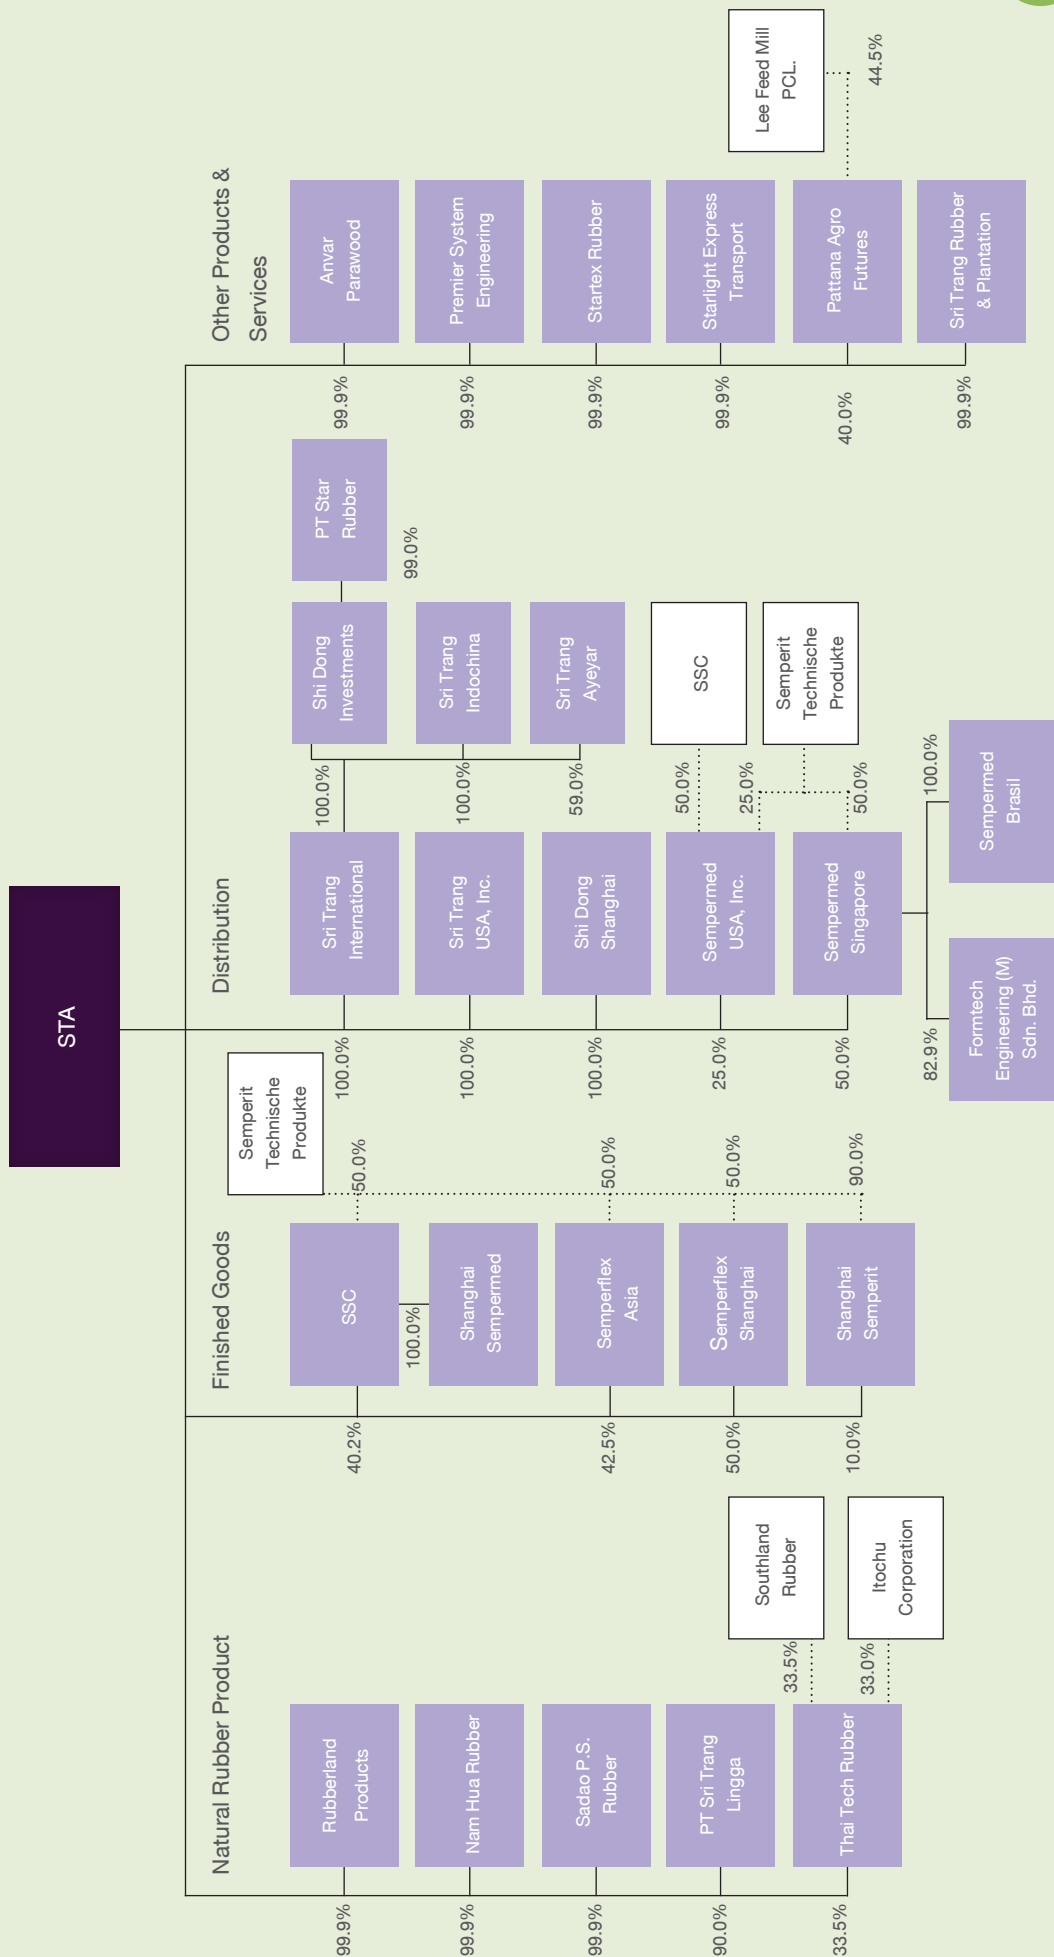 STA
Natural Rubber Product
99.9%
Rubberland
Products
99.9%
Nam Hua Rubber
99.9%
Sadao P.S.
Rubber
90.0%
PT Sri Trang
Lingga
33.5%
Thai Tech Rubber
33.5%
Southland
Rubber
33.0%
Itochu
Corporation
Finished Goods
Semperit
Technische
Produkte
40.2%
SSC
50.0%
100.0%
Shanghai
Sempermed
42.5%
Semperflex
Asia
50.0%
50.0%
Semperflex
Shanghai
50.0%
10.0%
Shanghai
Semperit
90.0%
Distribution
100.0%
Sri Trang
International
100.0%
Shi Dong
Investments
PT Star
Rubber
99.0%
100.0%
Sri Trang
Indochina
59.0%
Sri Trang
Ayeyar
100.0%
Sri Trang
USA, Inc.
100.0%
Shi Dong
Shanghai
25.0%
Sempermed
USA, Inc.
50.0%
SSC
25.0%
Semperit
Technische
Produkte
50.0%
50.0%
Sempermed
Singapore
82.9%
Formtech
Engineering (M)
Sdn. Bhd.
100.0%
Sempermed
Brasil
Other Products &
Services
99.9%
Anvar
Parawood
99.9%
Premier System
Engineering
99.9%
Startex Rubber
99.9%
Starlight Express
Transport
40.0%
Pattana Agro
Futures
Lee Feed Mill
PCL.
44.5%
99.9%
Sri Trang Rubber
& Plantation